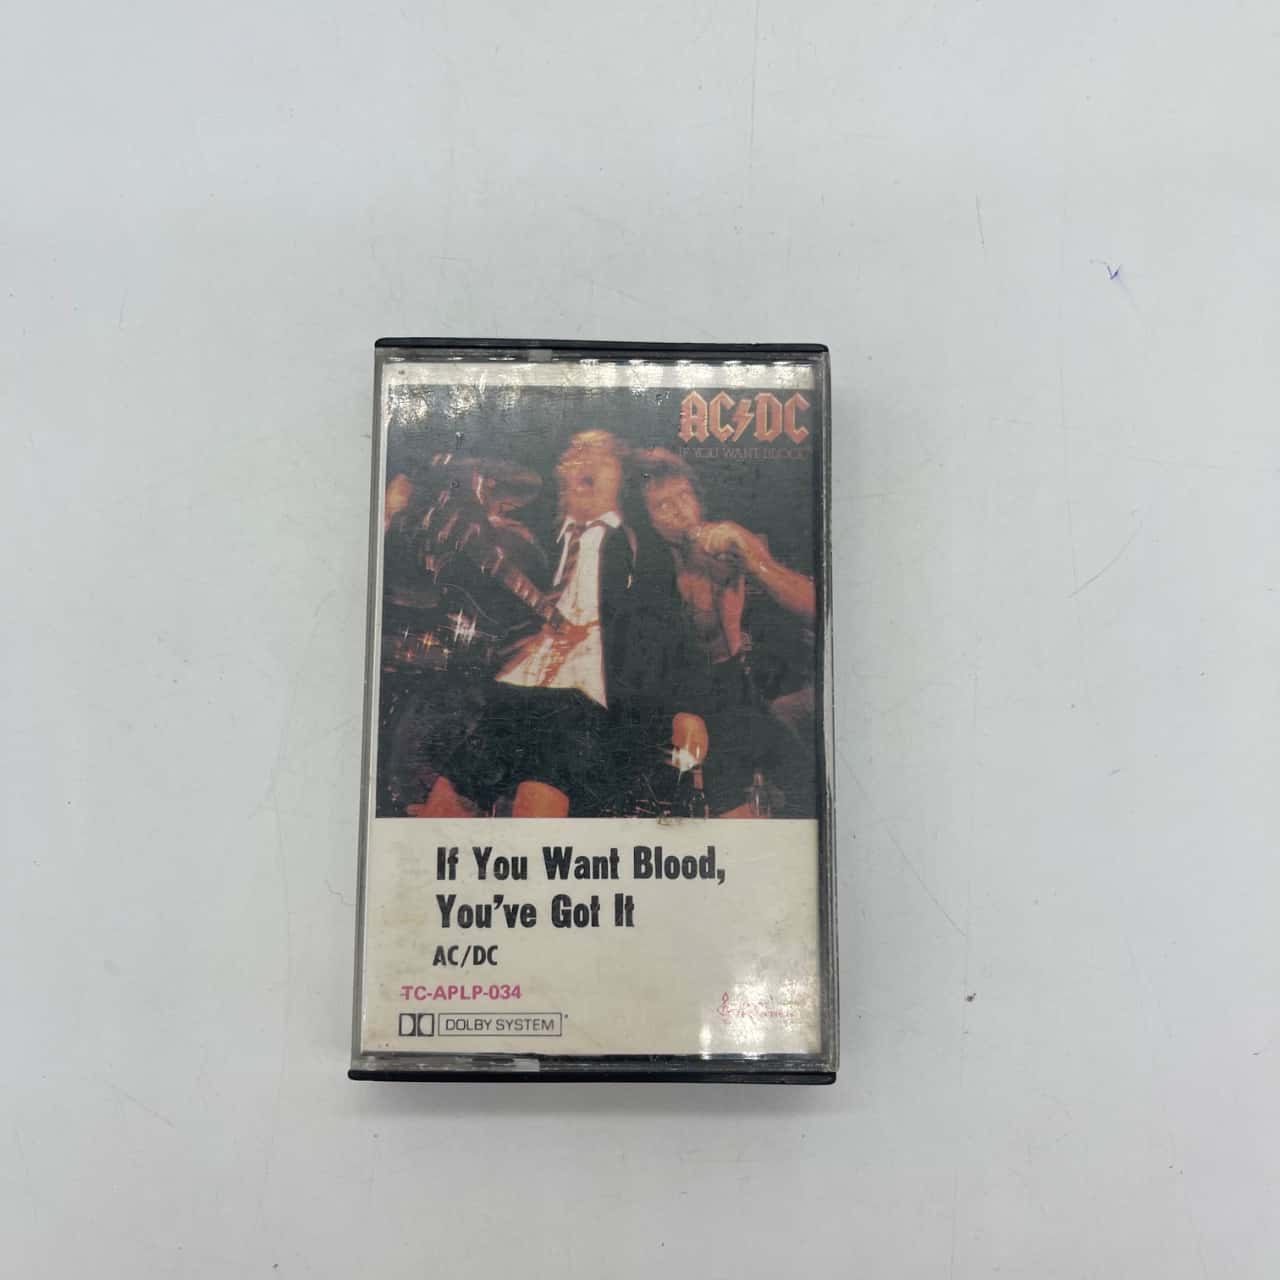 AC⚡DC
IF YOU WANT BLOOD
If You Want Blood,
You've Got It
AC/DC
TC-APLP-034
DOLBY SYSTEM